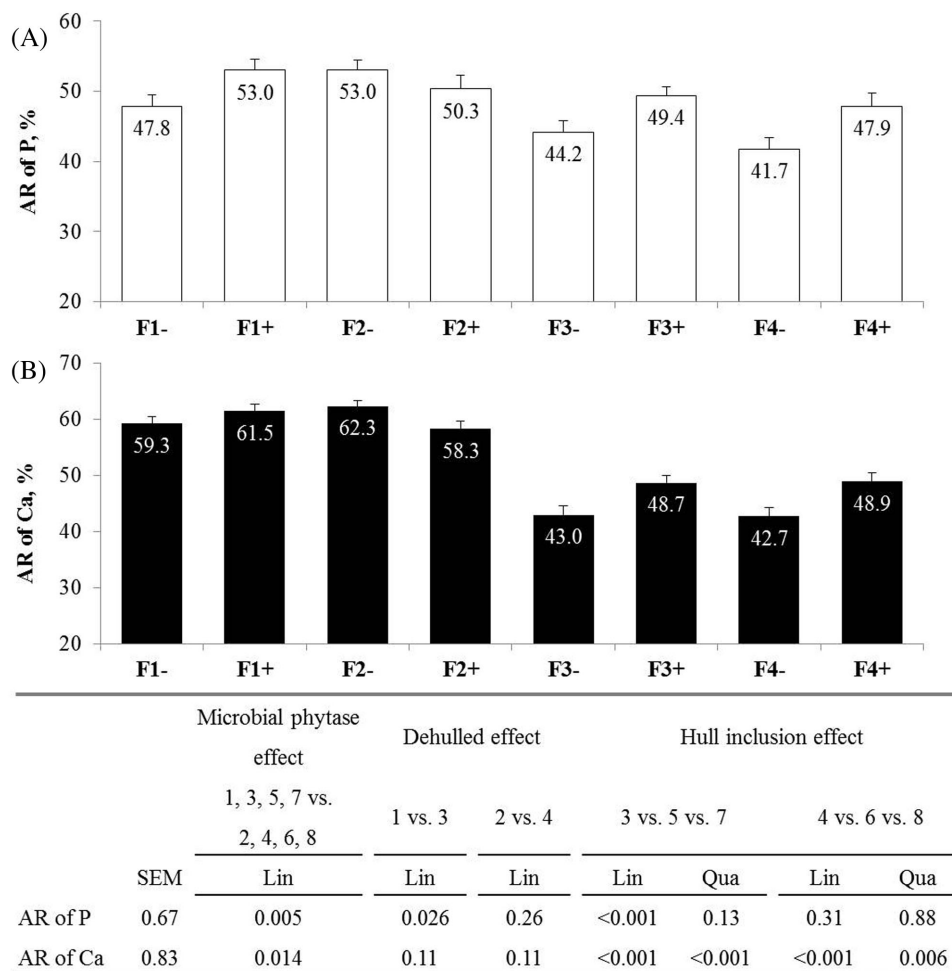 (A)
AR of P, %
60
50
40
30
20
47.8
53.0
53.0
50.3
44.2
49.4
41.7
47.9
F1- F1+ F2- F2+ F3- F3+ F4- F4+
(B)
AR of Ca, %
70
60
50
40
30
20
59.3
61.5
62.3
58.3
43.0
48.7
42.7
48.9
F1- F1+ F2- F2+ F3- F3+ F4- F4+
Microbial phytase
effect
Dehulled effect
Hull inclusion effect
1, 3, 5, 7 vs.
2, 4, 6, 8
1 vs. 3 2 vs. 4 3 vs. 5 vs. 7 4 vs. 6 vs. 8
SEM Lin Lin Lin Lin Qua Lin Qua
AR of P 0.67 0.005 0.026 0.26 <0.001 0.13 0.31 0.88
AR of Ca 0.83 0.014 0.11 0.11 <0.001 <0.001 <0.001 0.006